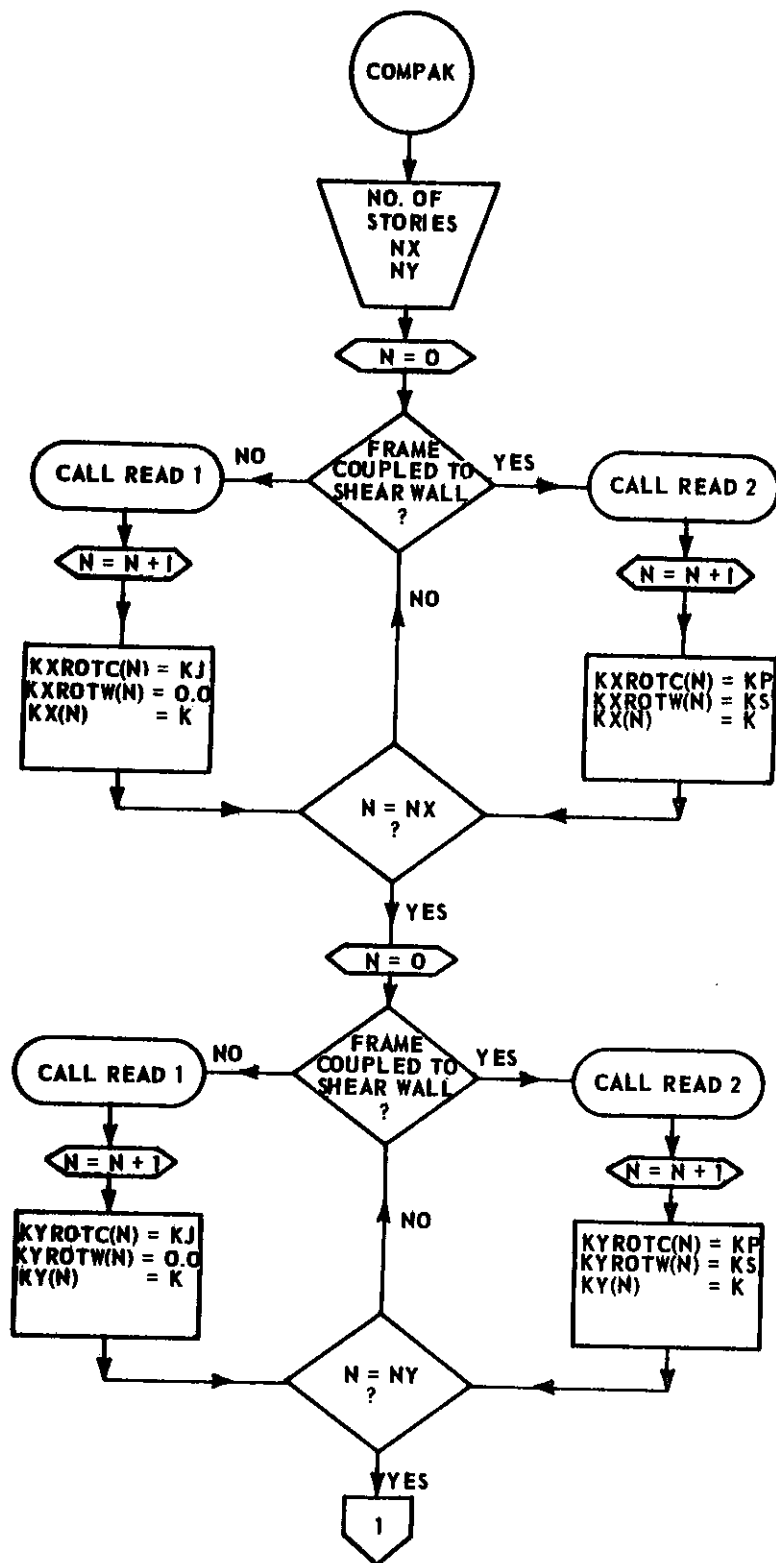 COMPAK
NO. OF
STORIES
NX
NY
N = 0
FRAME
COUPLED TO
SHEAR WALL
?
NO
YES
CALL READ 1
CALL READ 2
N = N + 1
N = N + 1
NO
KXROTC(N) = KJ
KXROTW(N) = 0.0
KX(N) = K
KXROTC(N) = KP
KXROTW(N) = KS
KX(N) = K
N = NX
?
YES
N = 0
FRAME
COUPLED TO
SHEAR WALL
?
NO
YES
CALL READ 1
CALL READ 2
N = N + 1
N = N + 1
NO
KYROTC(N) = KJ
KYROTW(N) = 0.0
KY(N) = K
KYROTC(N) = KP
KYROTW(N) = KS
KY(N) = K
N = NY
?
YES
1